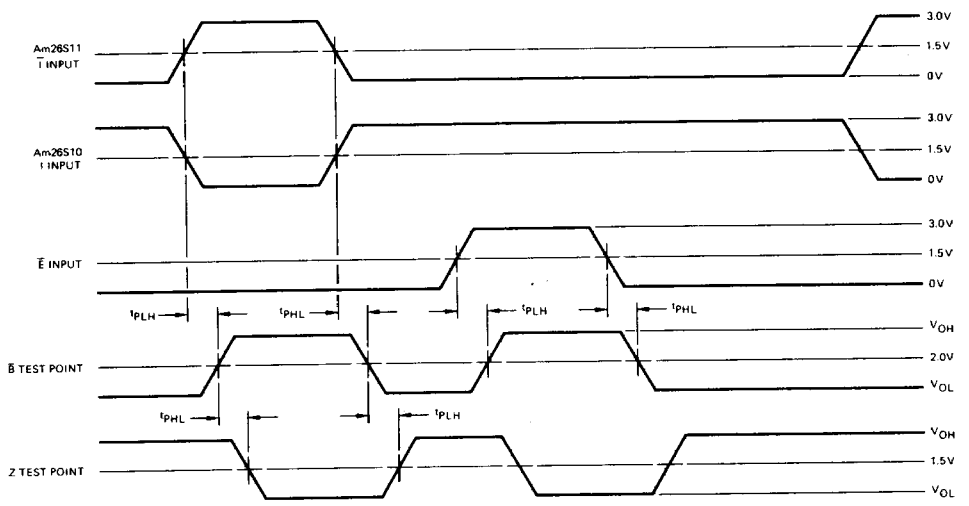 3.0V
Am26S11
Ī INPUT
1.5V
0V
3.0V
Am26S10
I INPUT
1.5V
0V
3.0V
E̅ INPUT
1.5V
0V
tPLH
tPHL
tPLH
tPHL
VOH
B̅ TEST POINT
2.0V
VOL
tPHL
tPLH
VOH
Z TEST POINT
1.5V
VOL